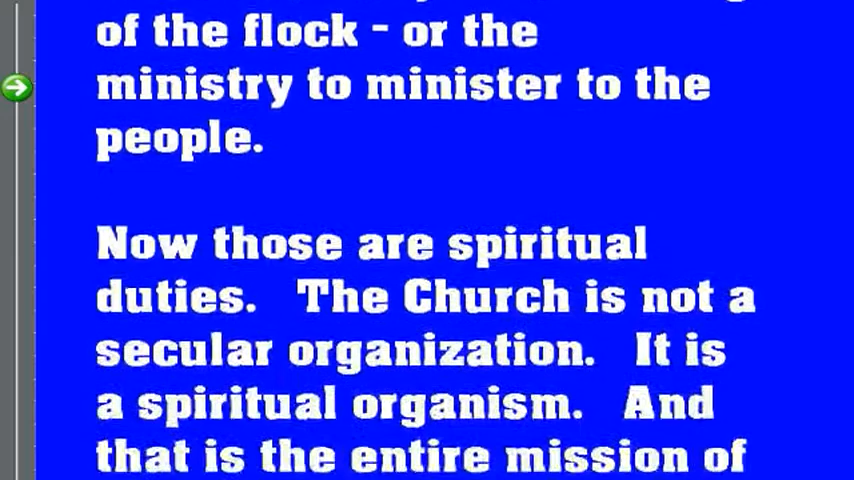 of the flock - or the
ministry to minister to the
people.
Now those are spiritual
duties. The Church is not a
secular organization. It is
a spiritual organism. And
that is the entire mission of